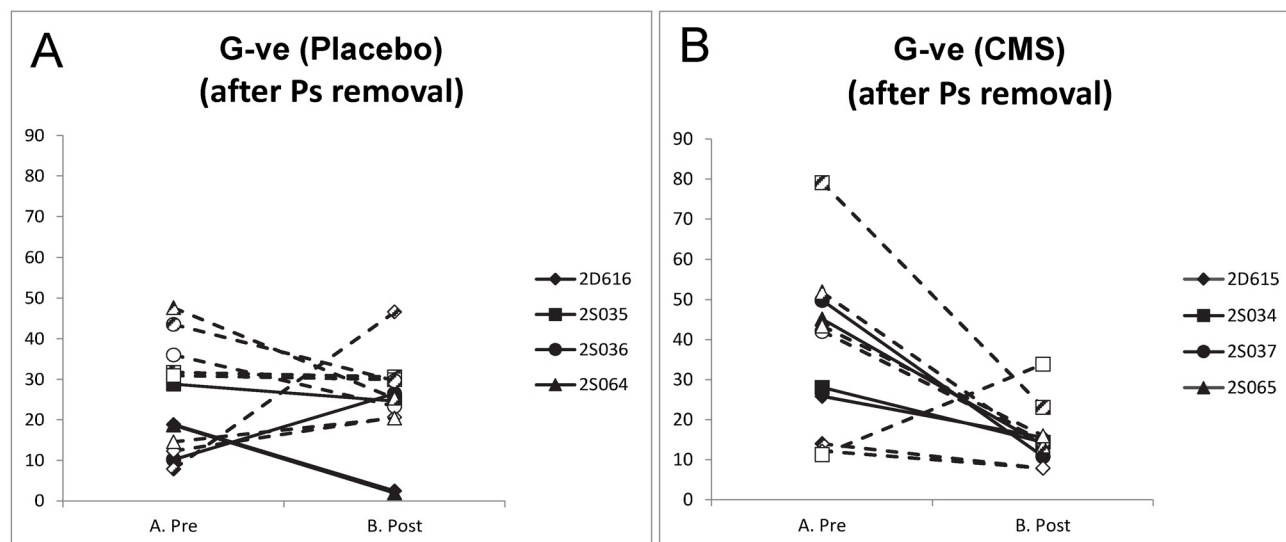 A
G-ve (Placebo)
(after Ps removal)
90
80
70
60
50
40
30
20
10
0
A. Pre
B. Post
2D616
2S035
2S036
2S064
B
G-ve (CMS)
(after Ps removal)
90
80
70
60
50
40
30
20
10
0
A. Pre
B. Post
2D615
2S034
2S037
2S065